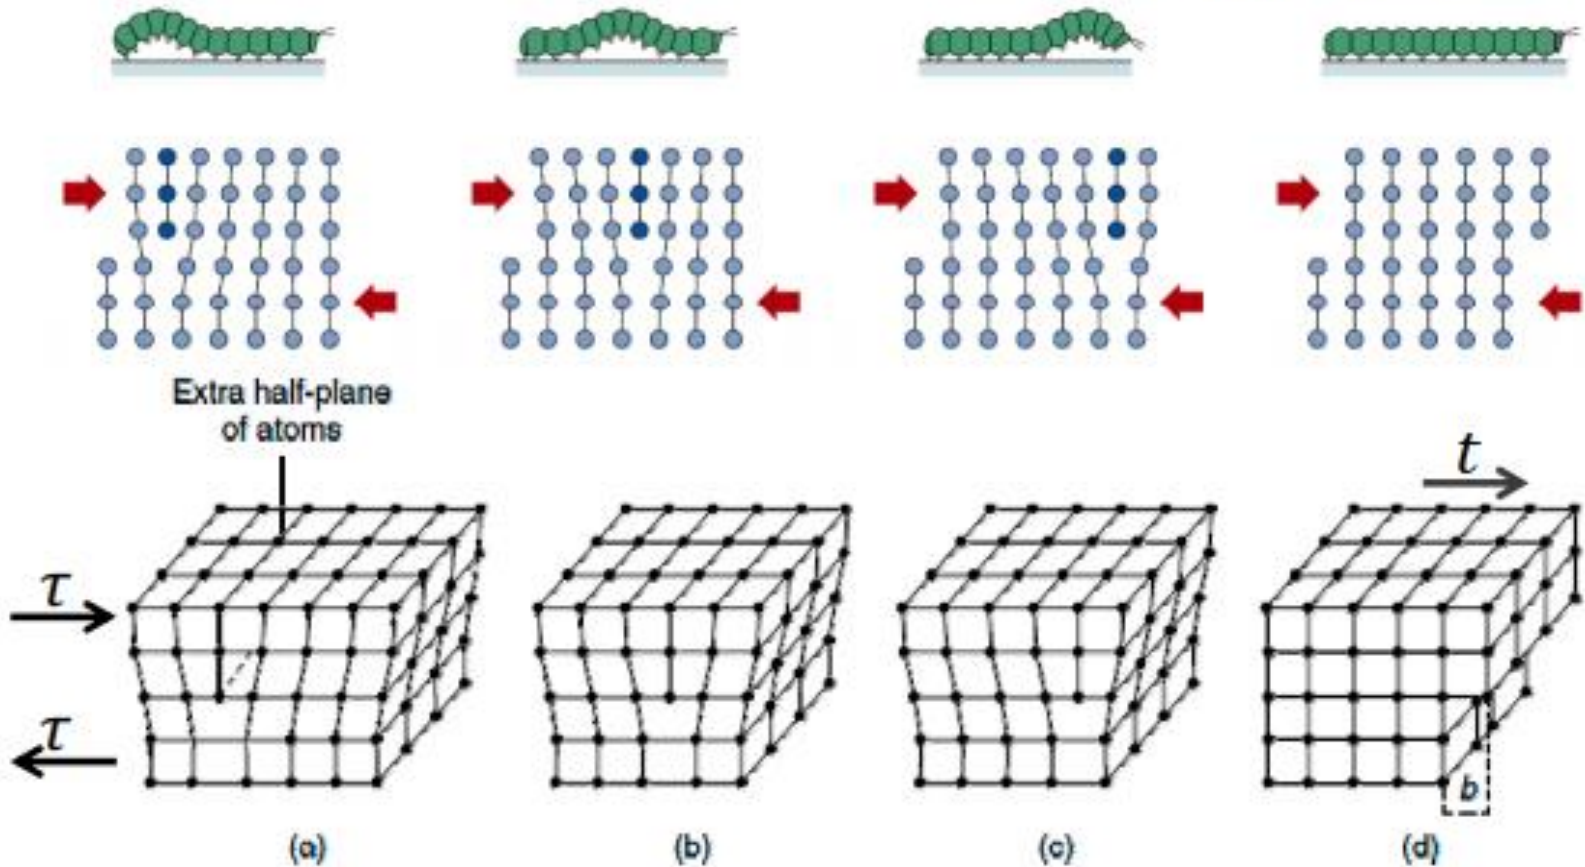 Extra half-plane
of atoms
t
τ
τ
b
(a)
(b)
(c)
(d)